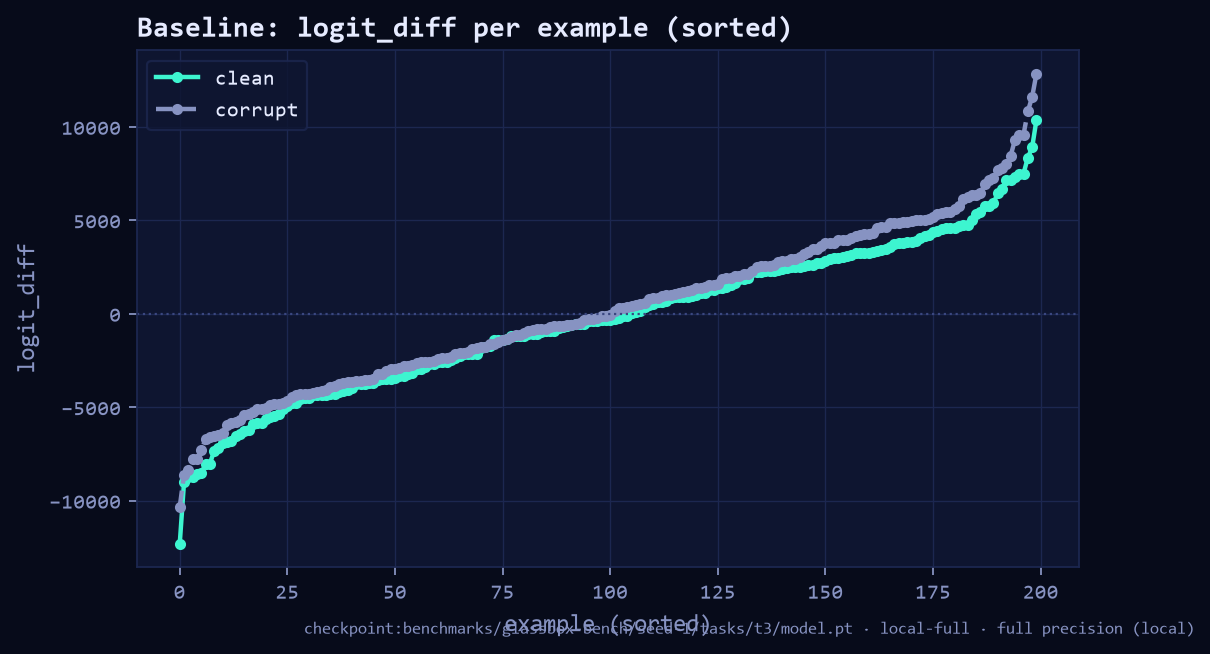 Baseline: logit_diff per example (sorted)
clean
corrupt
logit_diff
10000
5000
0
−5000
−10000
0 25 50 75 100 125 150 175 200
example (sorted)
checkpoint:benchmarks/glassbox-bench/seed-1/tasks/t3/model.pt · local-full · full precision (local)